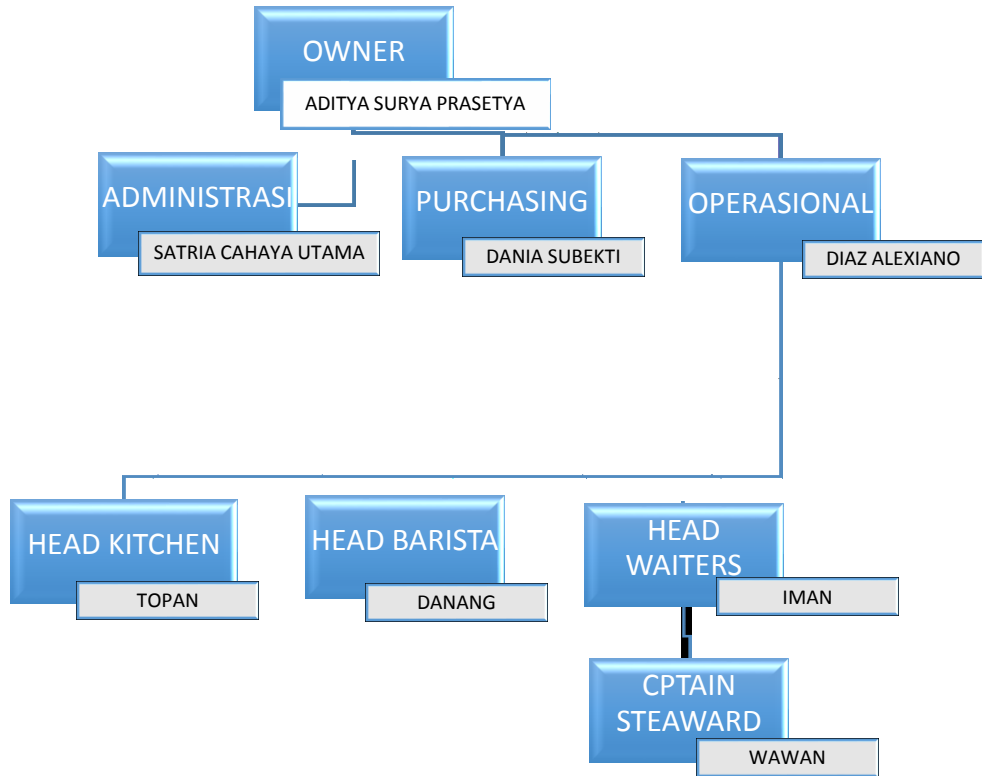 OWNER
ADITYA SURYA PRASETYA
ADMINISTRASI
SATRIA CAHAYA UTAMA
PURCHASING
DANIA SUBEKTI
OPERASIONAL
DIAZ ALEXIANO
HEAD KITCHEN
TOPAN
HEAD BARISTA
DANANG
HEAD
WAITERS
IMAN
CPTAIN
STEAWARD
WAWAN